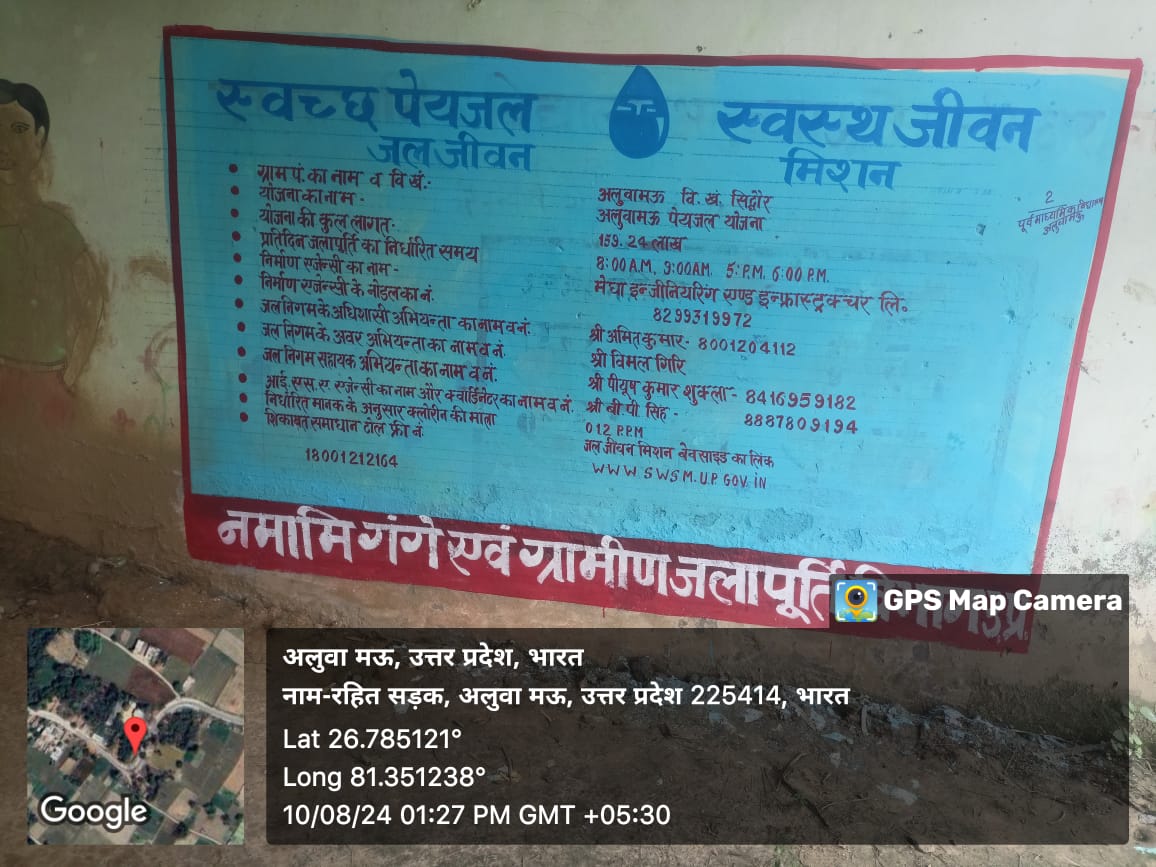 स्वच्छ पेयजल स्वस्थ जीवन
जल जीवन मिशन
• ग्राम पं. का नाम व वि खं.- अलुवामऊ वि. खं. सिद्धौर
• योजना का नाम - अलुवामऊ पेयजल योजना
• योजना की कुल लागत- 159.24 लाख
• प्रतिदिन जलापूर्ति का निर्धारित समय 8:00 A.M, 9:00AM. 5:P.M. 6:00 P.M.
• निर्माण एजेन्सी का नाम - मेघा इन्जीनियरिंग एण्ड इन्फ्रास्ट्रक्चर लि.
• निर्माण एजेन्सी के नोडल का नं. 8299319972
• जल निगम के अधिशासी अभियन्ता का नाम व नं. श्री अमित कुमार- 8001204112
• जल निगम के अवर अभियन्ता का नाम व नं. श्री विमल गिरि
• जल निगम सहायक अभियन्ता का नाम व नं. श्री पीयूष कुमार शुक्ला- 8416959182
• आई. एस. ए. एजेन्सी का नाम और क्वार्डिनेटर का नाम व नं. श्री बी. पी सिंह - 8887809194
• निर्धारित मानक के अनुसार क्लोरीन की मात्रा 012 P.P.M
• शिकायत समाधान टोल फ्री नं. जल जीवन मिशन वेवसाइड का लिंक
18001212164 WWW.SWSM.U.P.GOV.IN
2
पूर्व माध्यमिक विद्यालय
अलुवामऊ
नमामि गंगे एवं ग्रामीण जलापूर्ति
GPS Map Camera
अलुवा मऊ, उत्तर प्रदेश, भारत
नाम-रहित सड़क, अलुवा मऊ, उत्तर प्रदेश 225414, भारत
Lat 26.785121°
Long 81.351238°
10/08/24 01:27 PM GMT +05:30
Google